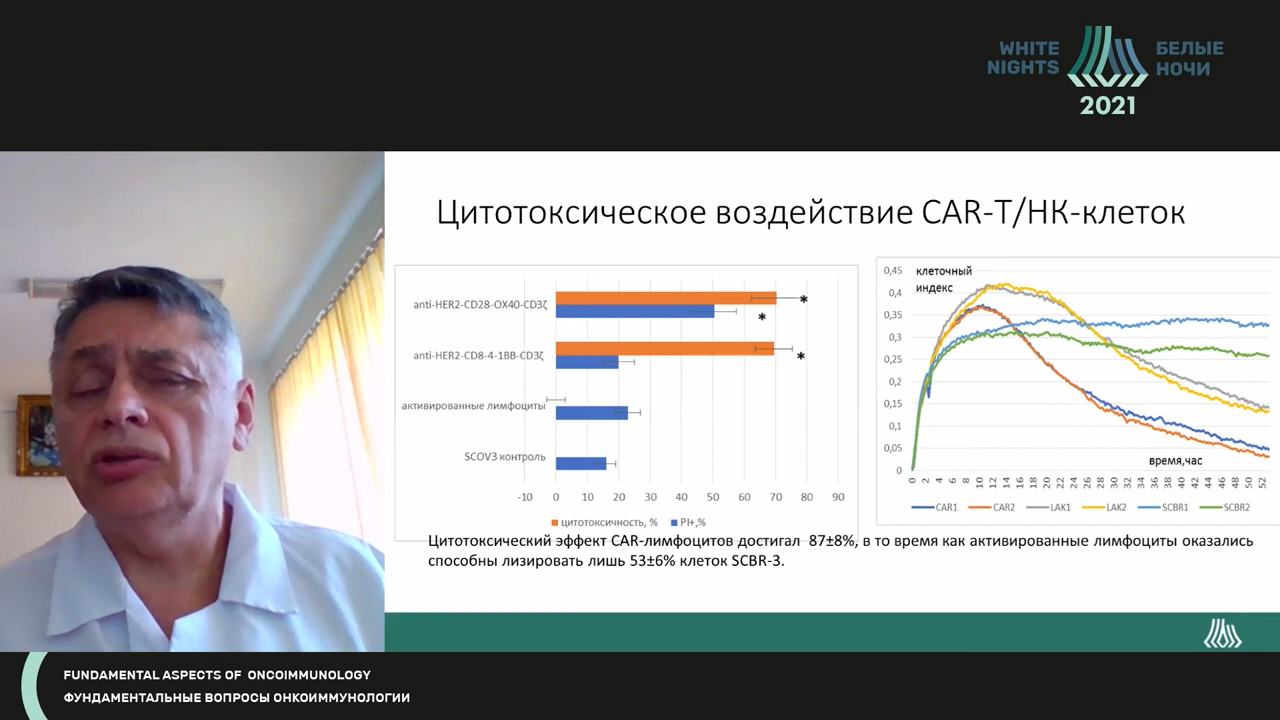 WHITE
NIGHTS
БЕЛЫЕ
НОЧИ
2021
Цитотоксическое воздействие CAR-T/НК-клеток
anti-HER2-CD28-OX40-CD3ζ
*
*
anti-HER2-CD8-4-1BB-CD3ζ
*
активированные лимфоциты
SCOV3 контроль
-10 0 10 20 30 40 50 60 70 80 90
цитотоксичность, % PI+,%
клеточный
индекс
0,45
0,4
0,35
0,3
0,25
0,2
0,15
0,1
0,05
0
время,час
0 2 4 6 8 10 12 14 16 18 20 22 24 26 28 30 32 34 36 38 40 42 44 46 48 50 52
CAR1 CAR2 LAK1 LAK2 SCBR1 SCBR2
Цитотоксический эффект CAR-лимфоцитов достигал 87±8%, в то время как активированные лимфоциты оказались
способны лизировать лишь 53±6% клеток SCBR-3.
FUNDAMENTAL ASPECTS OF ONCOIMMUNOLOGY
ФУНДАМЕНТАЛЬНЫЕ ВОПРОСЫ ОНКОИММУНОЛОГИИ